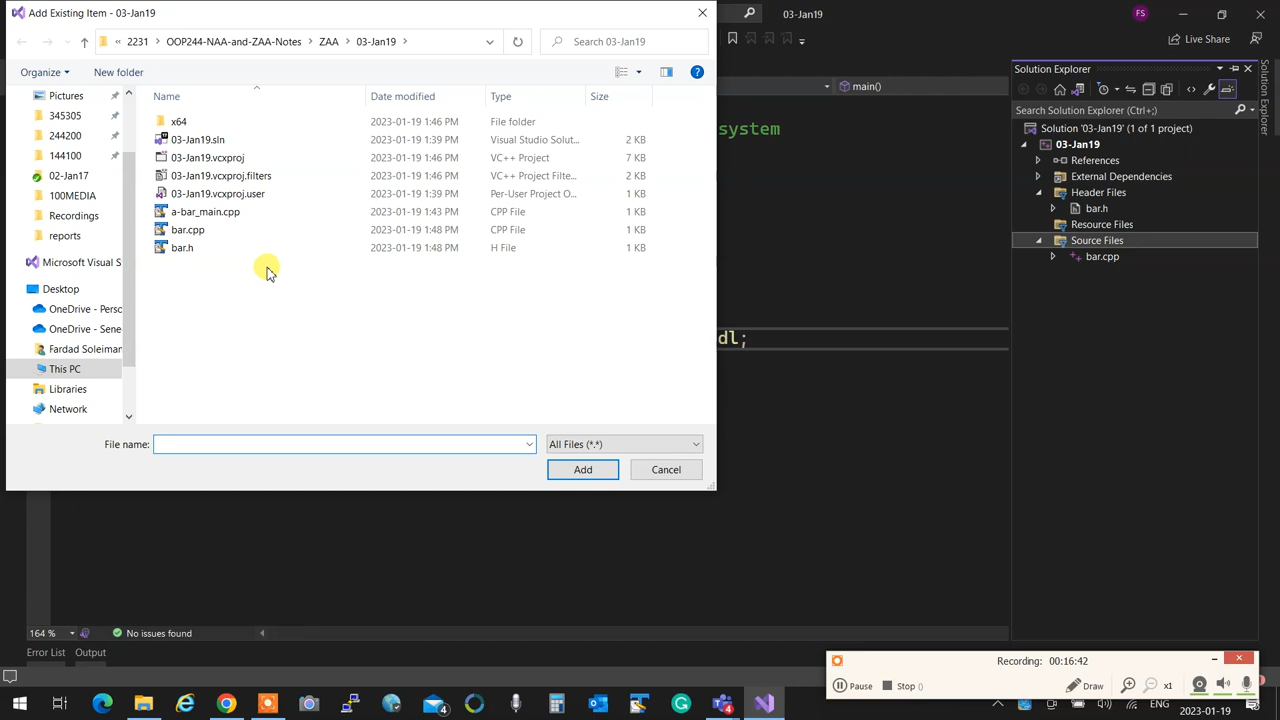 Add Existing Item - 03-Jan19
03-Jan19
FS
« 2231 > OOP244-NAA-and-ZAA-Notes > ZAA > 03-Jan19 >
Search 03-Jan19
Live Share
Organize
New folder
main()
Solution Explorer
Solution Explorer
Search Solution Explorer (Ctrl+;)
Solution '03-Jan19' (1 of 1 project)
03-Jan19
References
External Dependencies
Header Files
bar.h
Resource Files
Source Files
bar.cpp
Pictures
345305
244200
144100
02-Jan17
100MEDIA
Recordings
reports
Microsoft Visual S
Desktop
OneDrive - Perso
OneDrive - Sene
Fardad Soleiman
This PC
Libraries
Network
Name Date modified Type Size
x64 2023-01-19 1:46 PM File folder
03-Jan19.sln 2023-01-19 1:39 PM Visual Studio Solut... 2 KB
03-Jan19.vcxproj 2023-01-19 1:46 PM VC++ Project 7 KB
03-Jan19.vcxproj.filters 2023-01-19 1:46 PM VC++ Project Filte... 2 KB
03-Jan19.vcxproj.user 2023-01-19 1:39 PM Per-User Project O... 1 KB
a-bar_main.cpp 2023-01-19 1:43 PM CPP File 1 KB
bar.cpp 2023-01-19 1:48 PM CPP File 1 KB
bar.h 2023-01-19 1:48 PM H File 1 KB
system
dl;
File name:
All Files (*.*)
Add
Cancel
164 %
No issues found
Error List
Output
Recording: 00:16:42
Pause
Stop ()
Draw
x1
4
4
ENG
2023-01-19